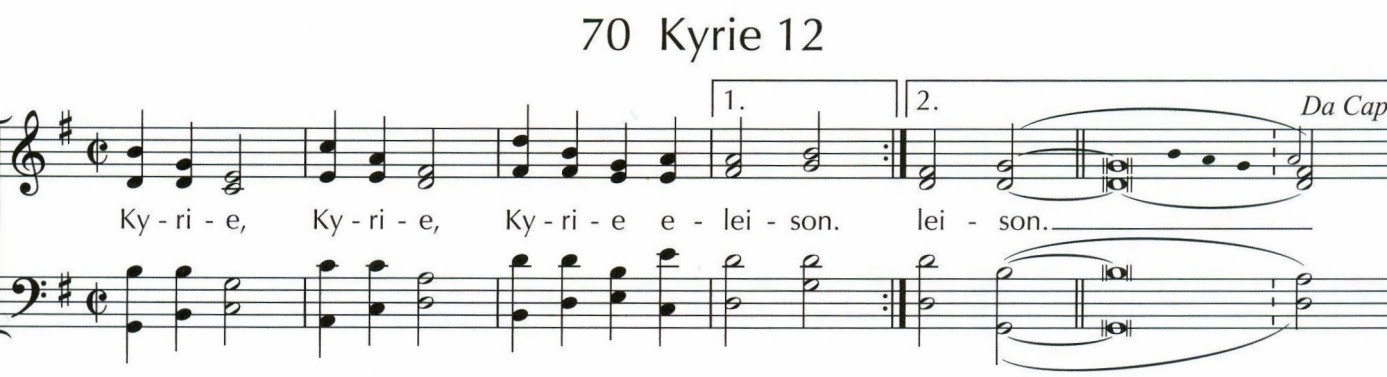 70 Kyrie 12
1. 2. Da Cap
Ky - ri - e, Ky - ri - e, Ky - ri - e e - lei - son. lei - son.